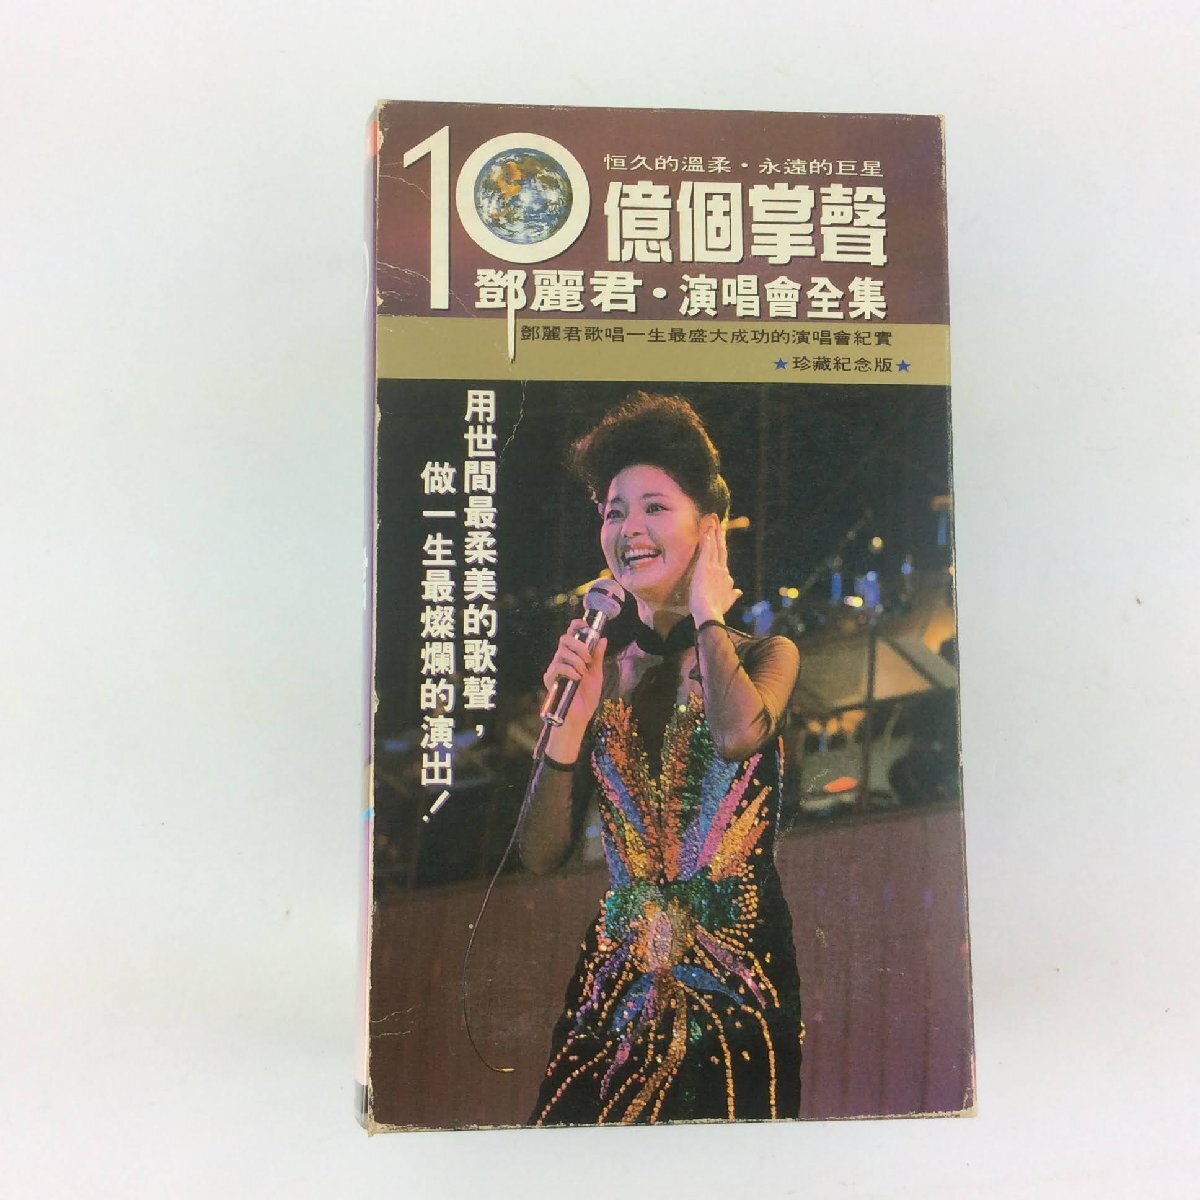 恒久的溫柔・永遠的巨星
10億個掌聲
鄧麗君・演唱會全集
鄧麗君歌唱一生最盛大成功的演唱會紀實
★珍藏紀念版★
用世間最柔美的歌聲，
做一生最燦爛的演出！